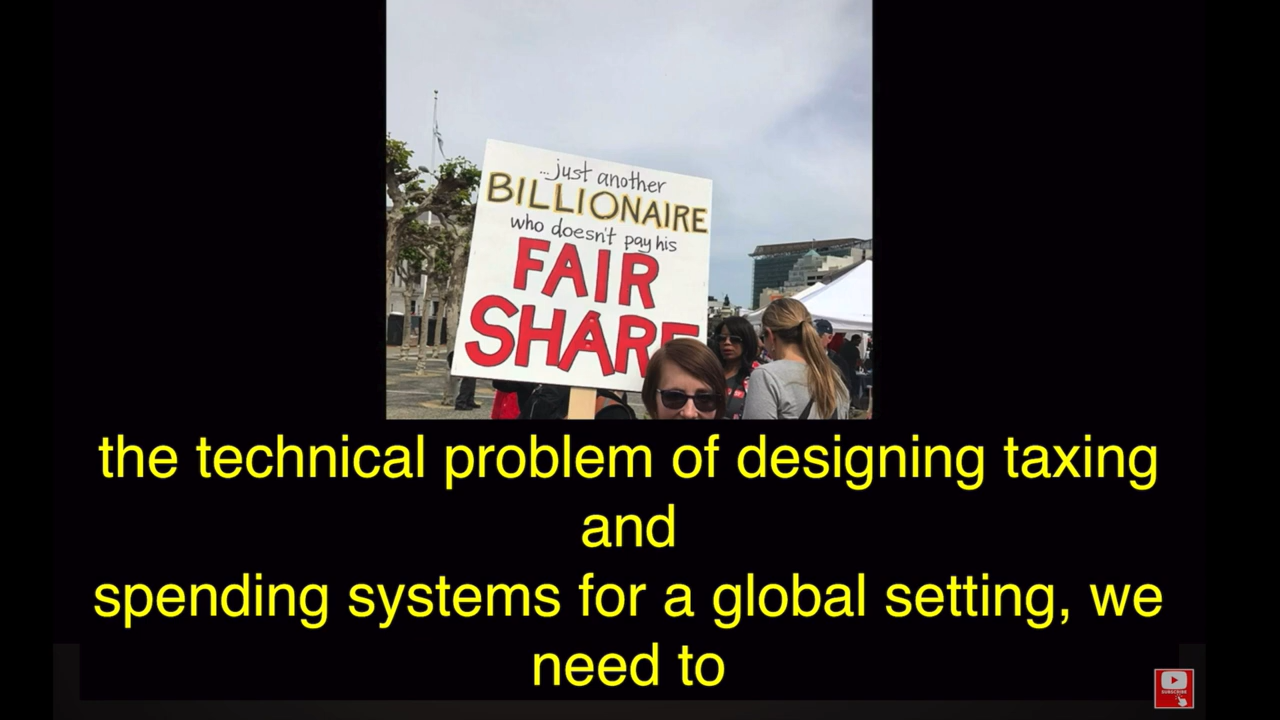 ...just another
BILLIONAIRE
who doesn't pay his
FAIR
SHARE
the technical problem of designing taxing
and
spending systems for a global setting, we
need to
SUBSCRIBE